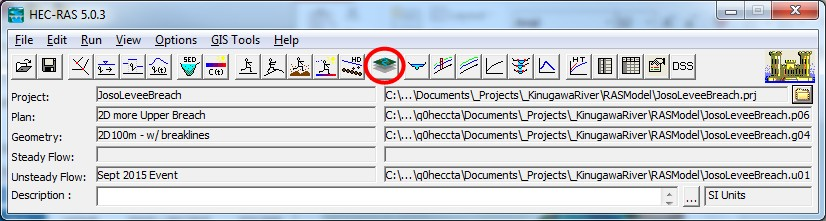 HEC-RAS 5.0.3
File Edit Run View Options GIS Tools Help
SED C(t) HD HT DSS
Project: JosoLeveeBreach C:\...\Documents\_Projects\_KinugawaRiver\RASModel\JosoLeveeBreach.prj
Plan: 2D more Upper Breach C:\...\q0heccta\Documents\_Projects\_KinugawaRiver\RASModel\JosoLeveeBreach.p06
Geometry: 2D100m - w/ breaklines C:\...\q0heccta\Documents\_Projects\_KinugawaRiver\RASModel\JosoLeveeBreach.g04
Steady Flow:
Unsteady Flow: Sept 2015 Event C:\...\q0heccta\Documents\_Projects\_KinugawaRiver\RASModel\JosoLeveeBreach.u01
Description : ... SI Units